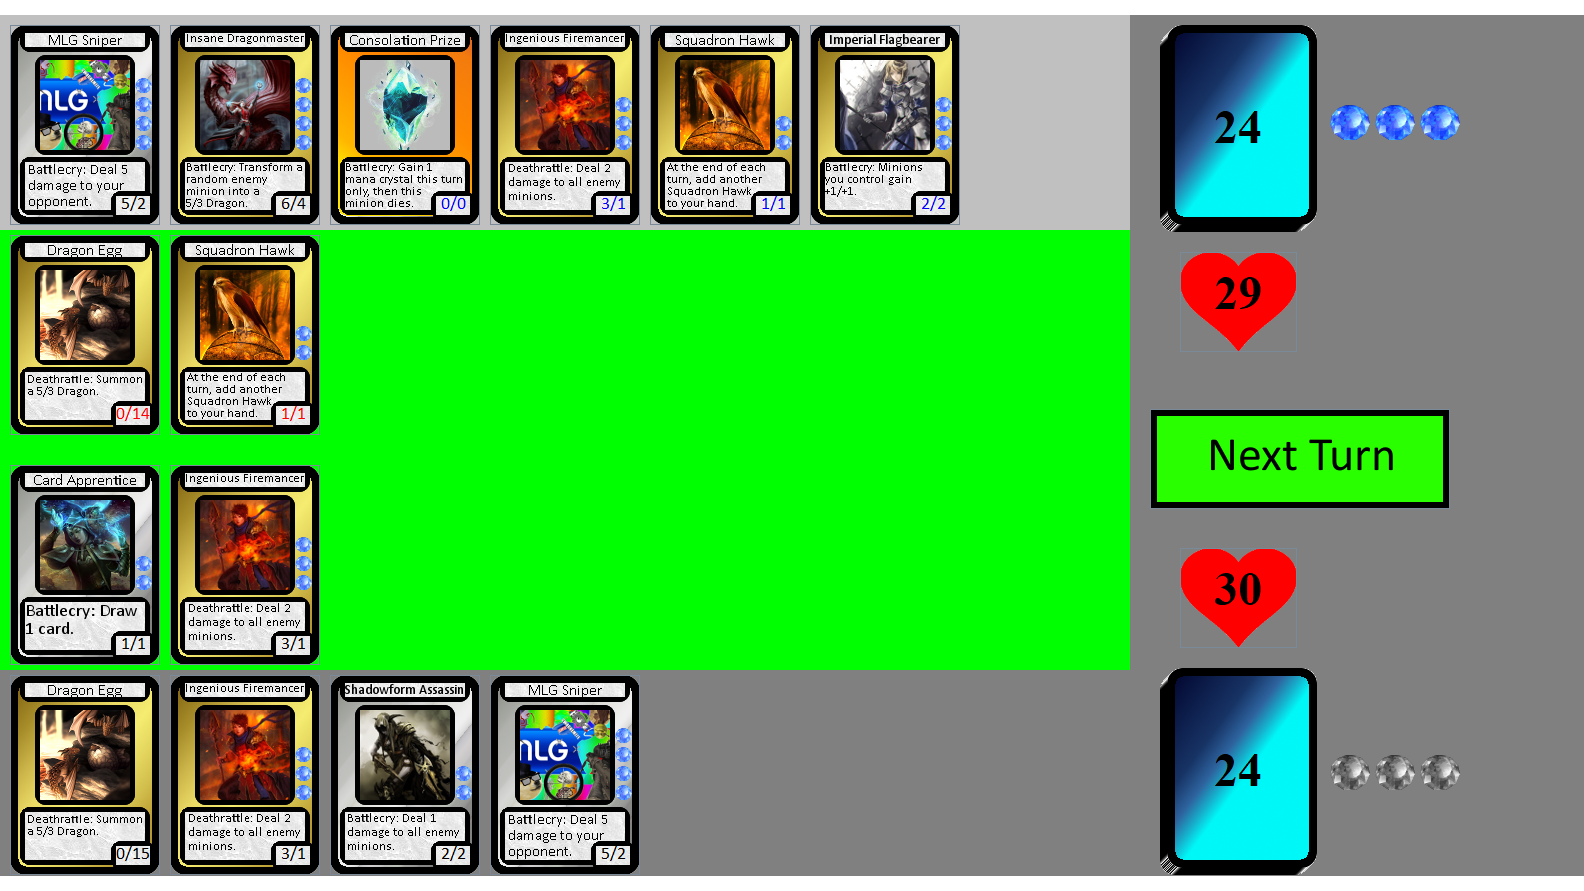 MLG Sniper
nLG
Battlecry: Deal 5
damage to your
opponent.
5/2
Insane Dragonmaster
Battlecry: Transform a
random enemy
minion into a
5/3 Dragon.
6/4
Consolation Prize
Battlecry: Gain 1
mana crystal this turn
only, then this
minion dies.
0/0
Ingenious Firemancer
Deathrattle: Deal 2
damage to all enemy
minions.
3/1
Squadron Hawk
At the end of each
turn, add another
Squadron Hawk
to your hand.
1/1
Imperial Flagbearer
Battlecry: Minions
you control gain
+1/+1.
2/2
24
Dragon Egg
Deathrattle: Summon
a 5/3 Dragon.
0/14
Squadron Hawk
At the end of each
turn, add another
Squadron Hawk
to your hand.
1/1
29
Next Turn
Card Apprentice
Battlecry: Draw
1 card.
1/1
Ingenious Firemancer
Deathrattle: Deal 2
damage to all enemy
minions.
3/1
30
Dragon Egg
Deathrattle: Summon
a 5/3 Dragon.
0/15
Ingenious Firemancer
Deathrattle: Deal 2
damage to all enemy
minions.
3/1
Shadowform Assassin
Battlecry: Deal 1
damage to all enemy
minions.
2/2
MLG Sniper
nLG
Battlecry: Deal 5
damage to your
opponent.
5/2
24